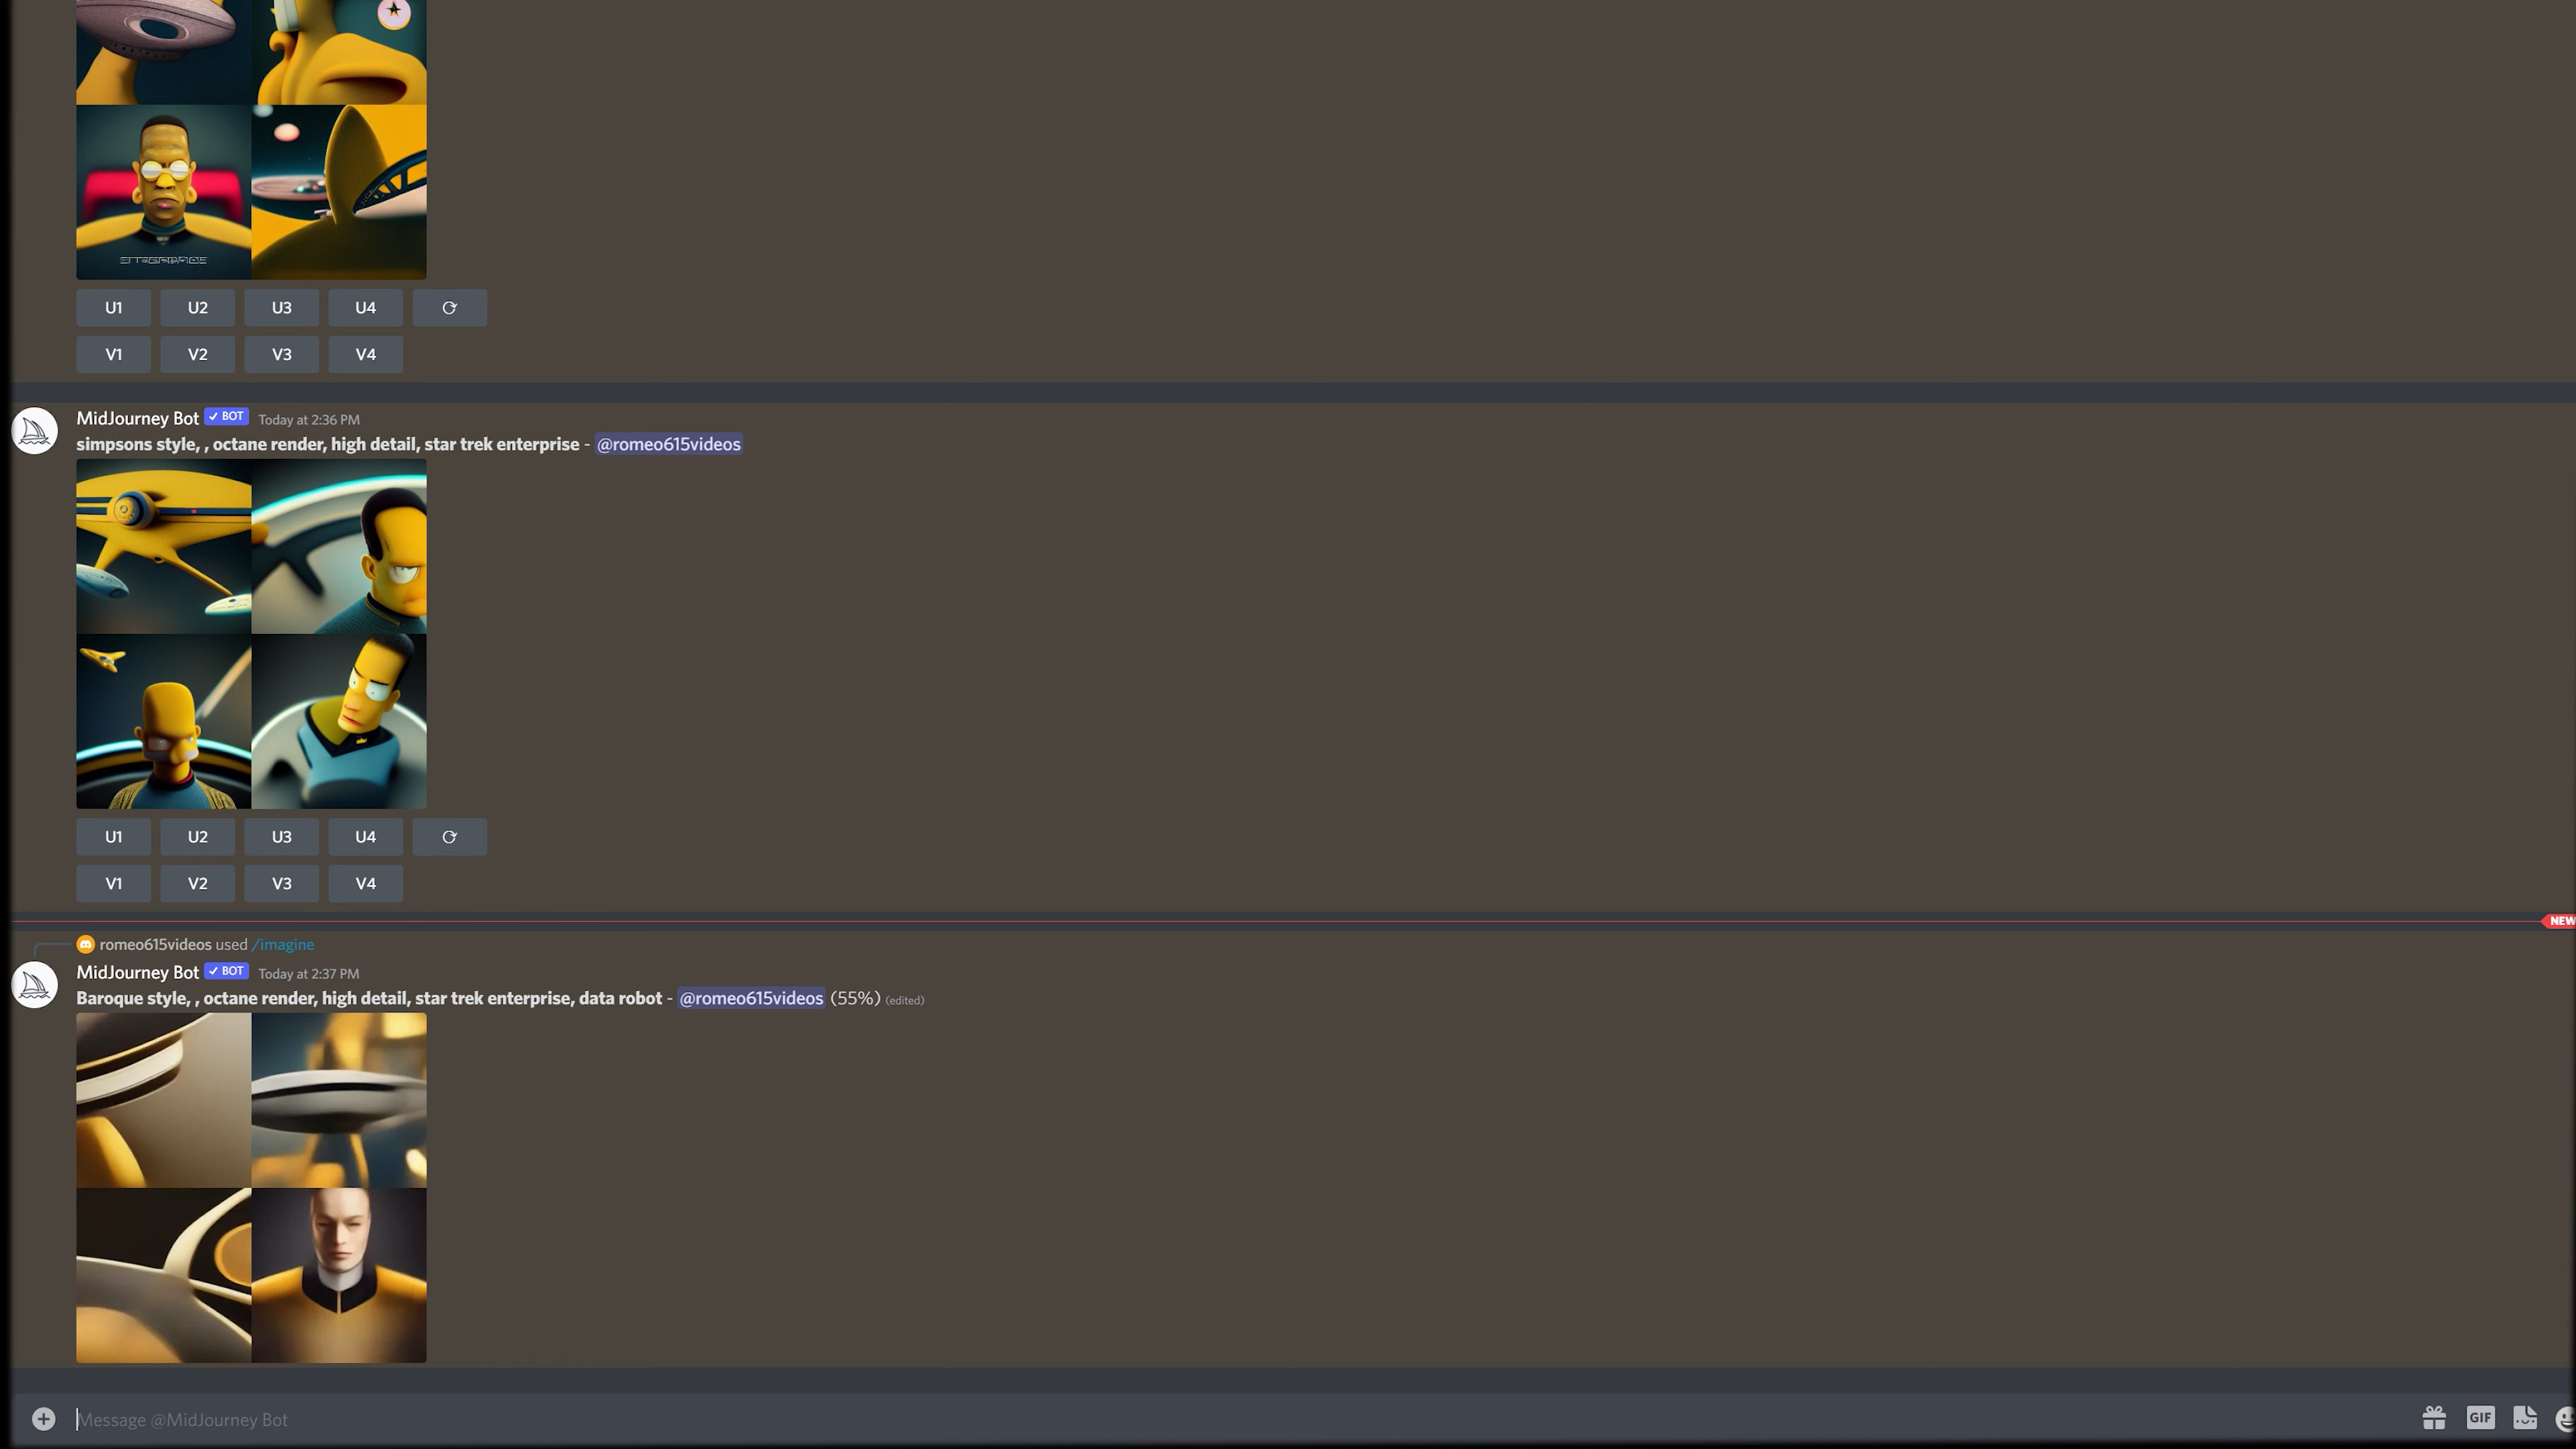 U1 U2 U3 U4
V1 V2 V3 V4
MidJourney Bot ✓ BOT Today at 2:36 PM
simpsons style, , octane render, high detail, star trek enterprise - @romeo615videos
U1 U2 U3 U4
V1 V2 V3 V4
NEW
romeo615videos used /imagine
MidJourney Bot ✓ BOT Today at 2:37 PM
Baroque style, , octane render, high detail, star trek enterprise, data robot - @romeo615videos (55%) (edited)
Message @MidJourney Bot
GIF